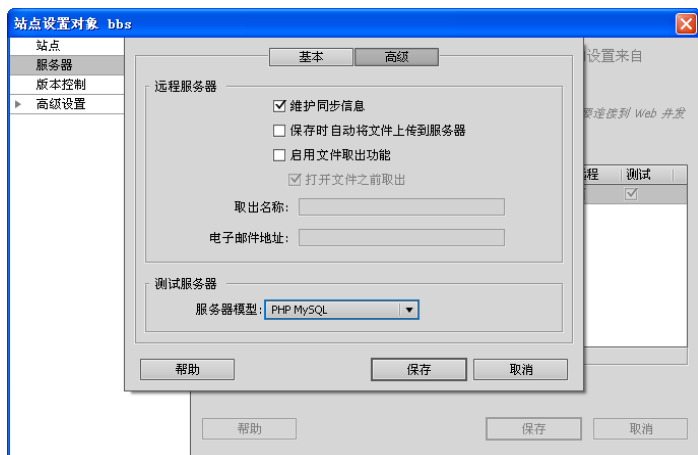 站点设置对象 bbs
站点
服务器
版本控制
高级设置
基本
高级
远程服务器
维护同步信息
保存时自动将文件上传到服务器
启用文件取出功能
打开文件之前取出
取出名称:
电子邮件地址:
测试服务器
服务器模型: PHP MySQL
帮助
保存
取消
设置来自
要连接到 Web 并发
程
测试
帮助
保存
取消